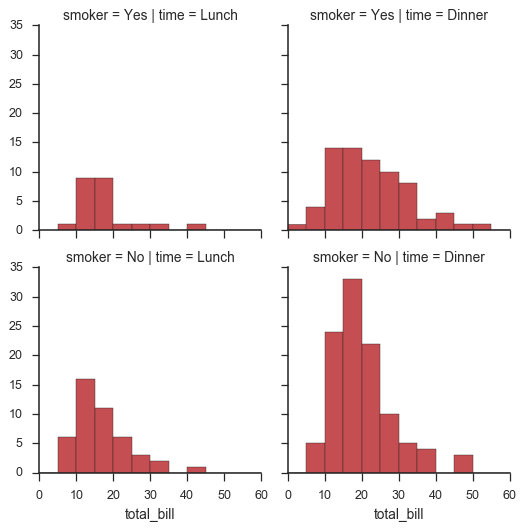 smoker = Yes | time = Lunch
smoker = Yes | time = Dinner
35
30
25
20
15
10
5
0
smoker = No | time = Lunch
smoker = No | time = Dinner
35
30
25
20
15
10
5
0
0 10 20 30 40 50 60
0 10 20 30 40 50 60
total_bill
total_bill